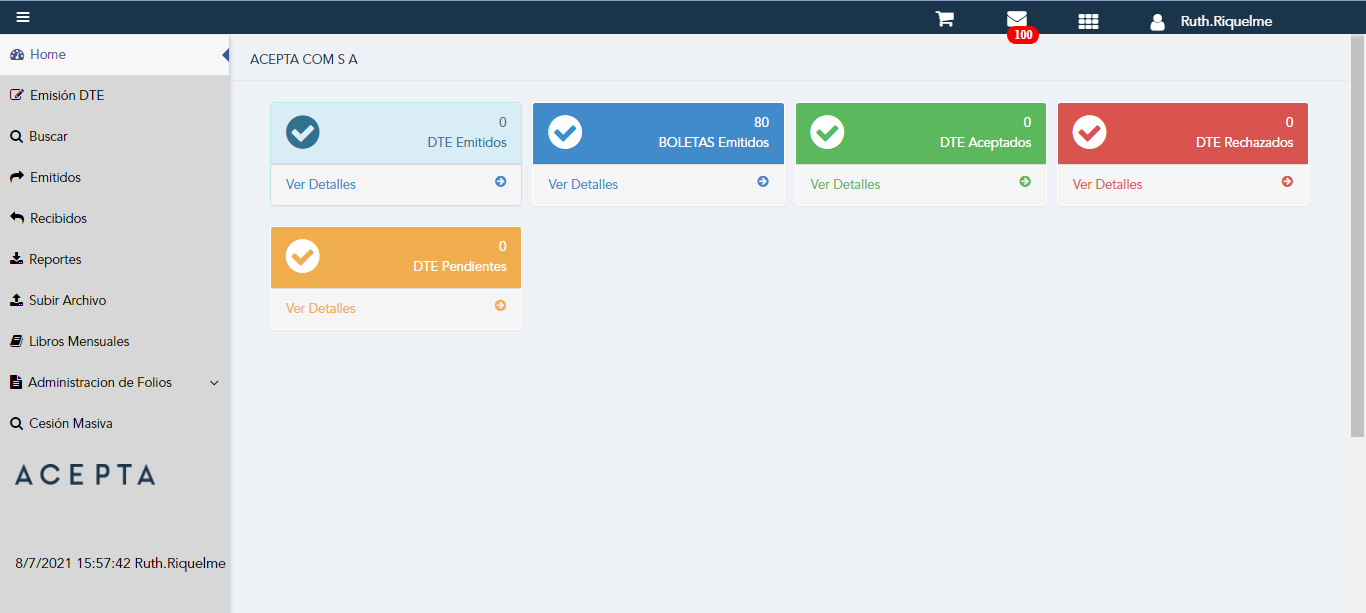 100
Ruth.Riquelme
Home
Emisión DTE
Buscar
Emitidos
Recibidos
Reportes
Subir Archivo
Libros Mensuales
Administracion de Folios
Cesión Masiva
ACEPTA
8/7/2021 15:57:42 Ruth.Riquelme
ACEPTA COM S A
0
DTE Emitidos
Ver Detalles
80
BOLETAS Emitidos
Ver Detalles
0
DTE Aceptados
Ver Detalles
0
DTE Rechazados
Ver Detalles
0
DTE Pendientes
Ver Detalles